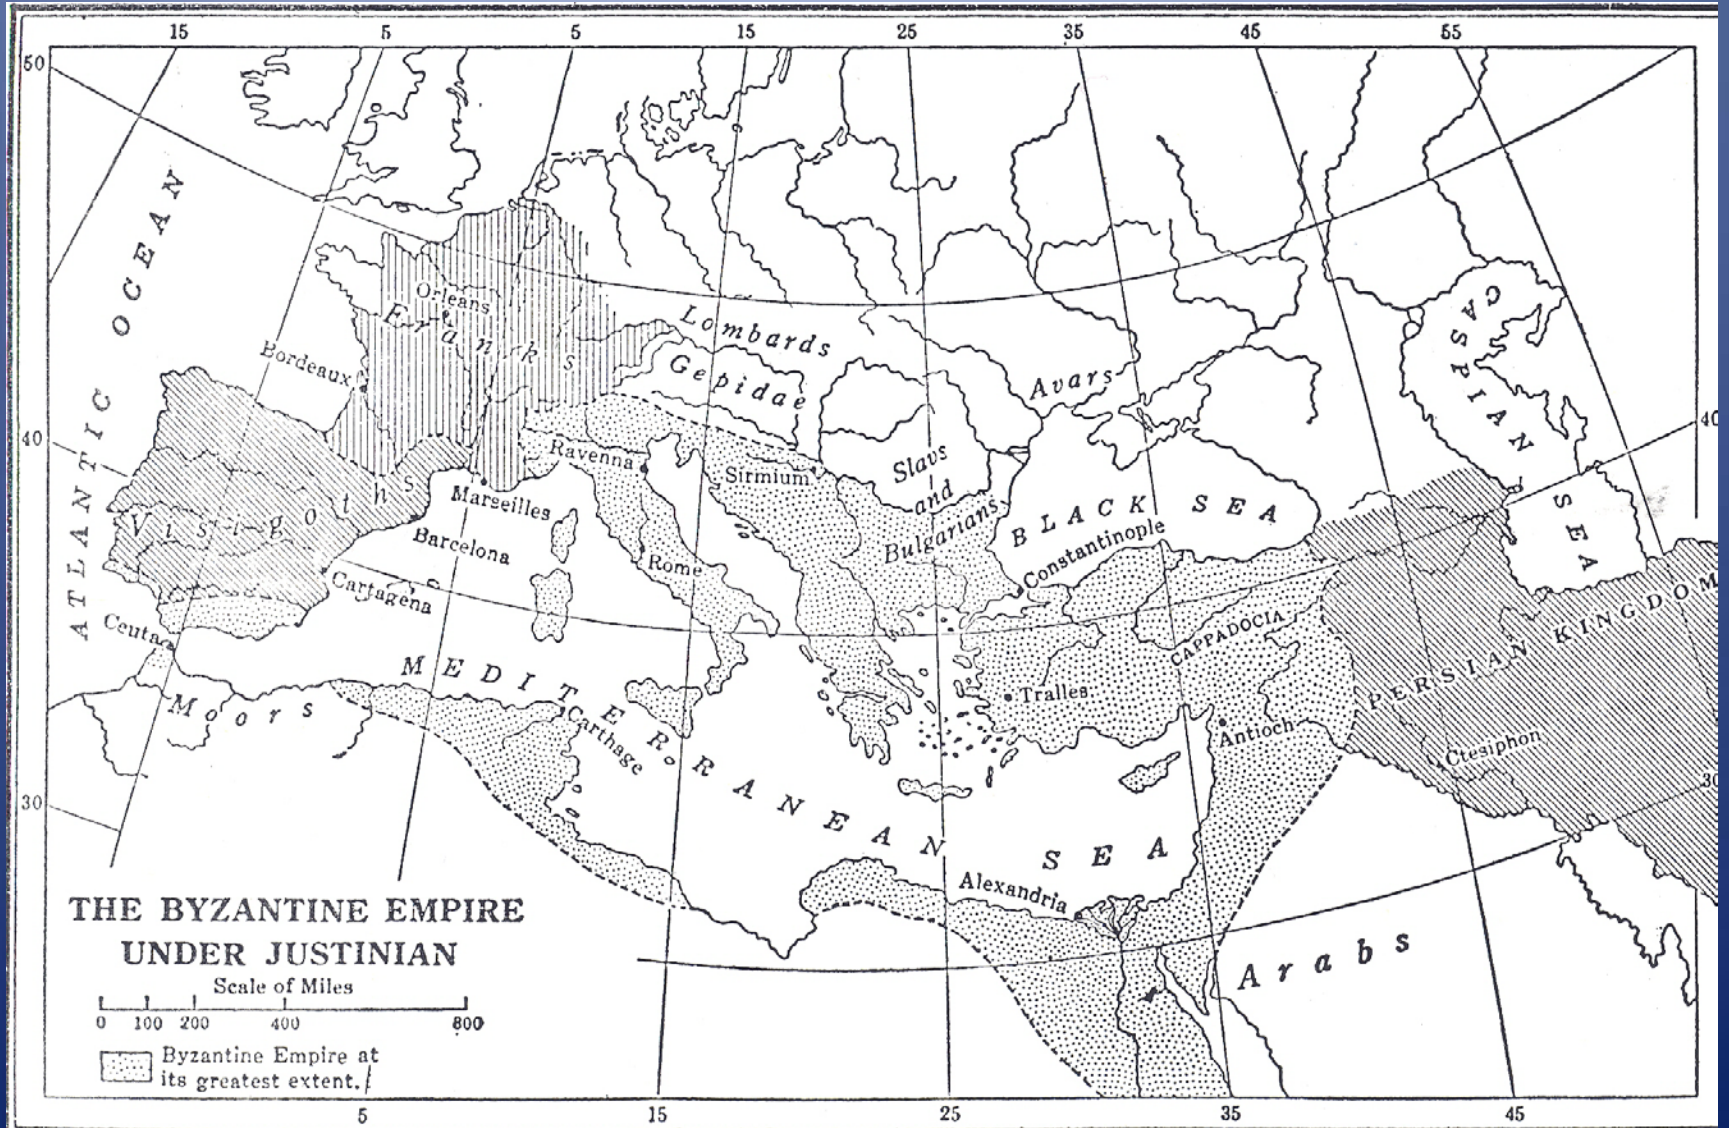 15 5 5 15 25 35 45 55
50
40
30
40
30
ATLANTIC OCEAN
Orleans
Franks
Bordeaux
Lombards
Gepidae
Avars
CASPIAN
SEA
Slavs
and
Bulgarians
Ravenna
Sirmium
Visigoths
Marseilles
Barcelona
BLACK SEA
Constantinople
Rome
Cartagena
Ceuta
CAPPADOCIA
PERSIAN KINGDOM
MEDITERRANEAN SEA
Moors
Carthage
Tralles
Antioch
Ctesiphon
Alexandria
Arabs
THE BYZANTINE EMPIRE
UNDER JUSTINIAN
Scale of Miles
0 100 200 400 800
Byzantine Empire at
its greatest extent.
5 15 25 35 45